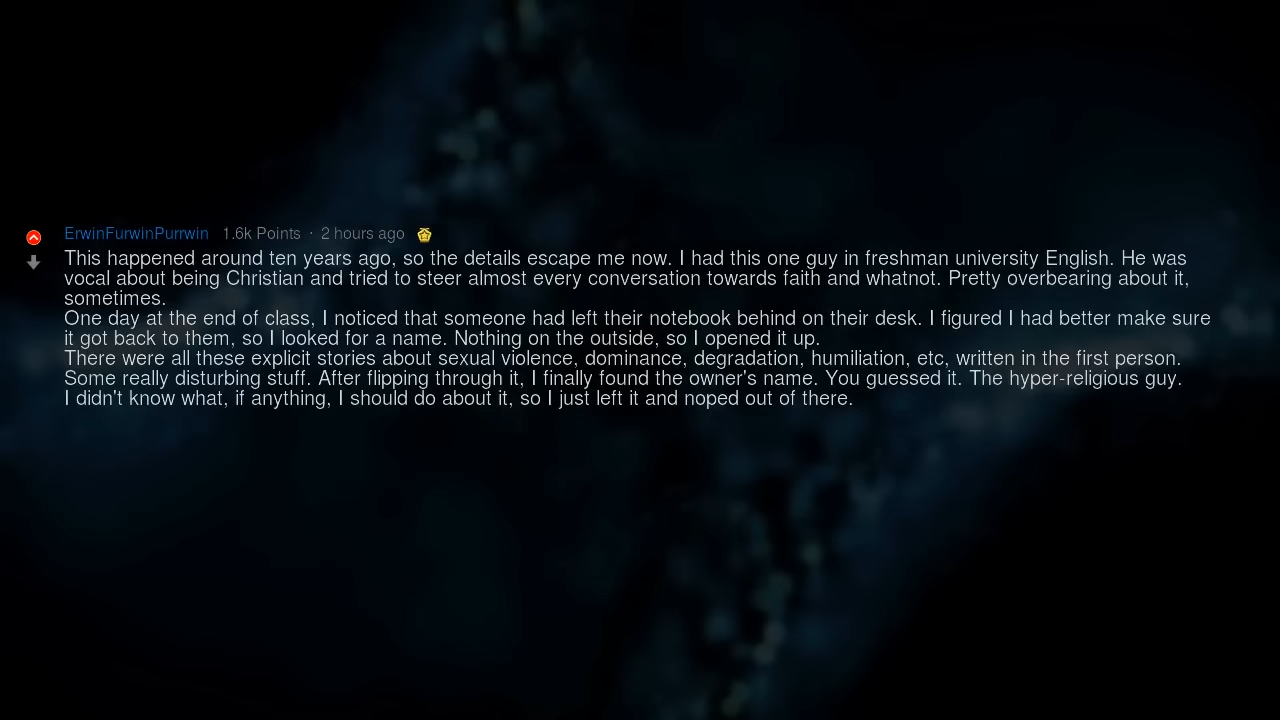 ErwinFurwinPurrwin 1.6k Points · 2 hours ago
This happened around ten years ago, so the details escape me now. I had this one guy in freshman university English. He was
vocal about being Christian and tried to steer almost every conversation towards faith and whatnot. Pretty overbearing about it,
sometimes.
One day at the end of class, I noticed that someone had left their notebook behind on their desk. I figured I had better make sure
it got back to them, so I looked for a name. Nothing on the outside, so I opened it up.
There were all these explicit stories about sexual violence, dominance, degradation, humiliation, etc, written in the first person.
Some really disturbing stuff. After flipping through it, I finally found the owner's name. You guessed it. The hyper-religious guy.
I didn't know what, if anything, I should do about it, so I just left it and noped out of there.